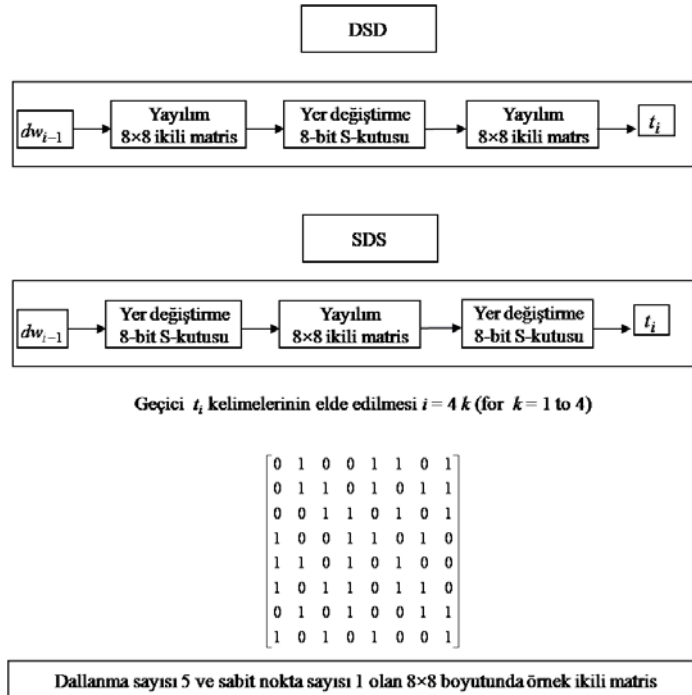 DSD
dw i-1
Yayılım
8×8 ikili matris
Yer değiştirme
8-bit S-kutusu
Yayılım
8×8 ikili matrs
t i
SDS
dw i-1
Yer değiştirme
8-bit S-kutusu
Yayılım
8×8 ikili matris
Yer değiştirme
8-bit S-kutusu
t i
Geçici t i kelimelerinin elde edilmesi i = 4 k (for k = 1 to 4)
0 1 0 0 1 1 0 1
0 1 1 0 1 0 1 1
0 0 1 1 0 1 0 1
1 0 0 1 1 0 1 0
1 1 0 1 0 1 0 0
1 0 1 1 0 1 1 0
0 1 0 1 0 0 1 1
1 0 1 0 1 0 0 1
Dallanma sayısı 5 ve sabit nokta sayısı 1 olan 8×8 boyutunda örnek ikili matris